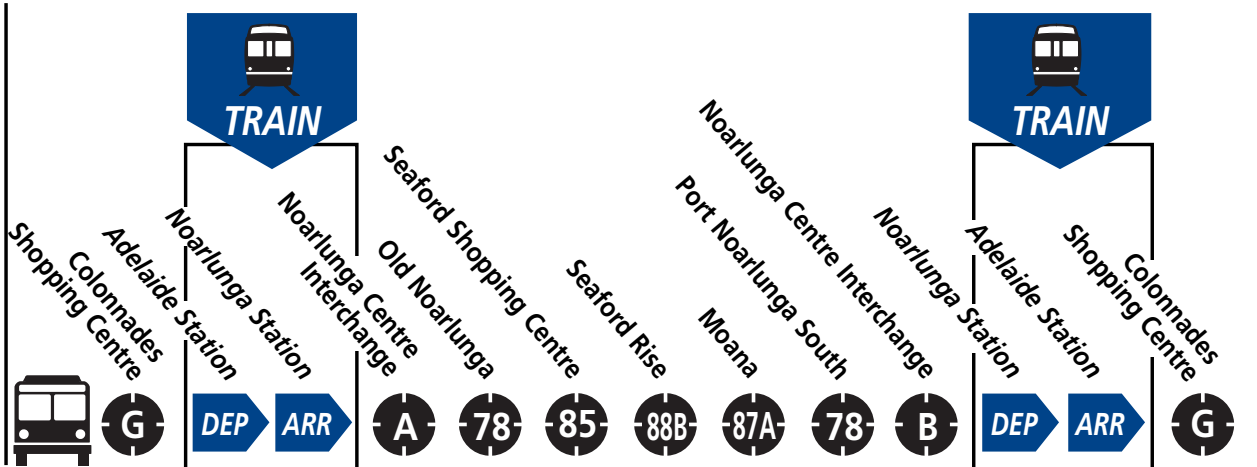 TRAIN
TRAIN
Colonnades
Shopping Centre
Adelaide Station
Noarlunga Station
Noarlunga Centre
Interchange
Old Noarlunga
Seaford Shopping Centre
Seaford Rise
Moana
Port Noarlunga South
Noarlunga Centre Interchange
Noarlunga Station
Adelaide Station
Colonnades
Shopping Centre
G DEP ARR A 78 85 88B 87A 78 B DEP ARR G